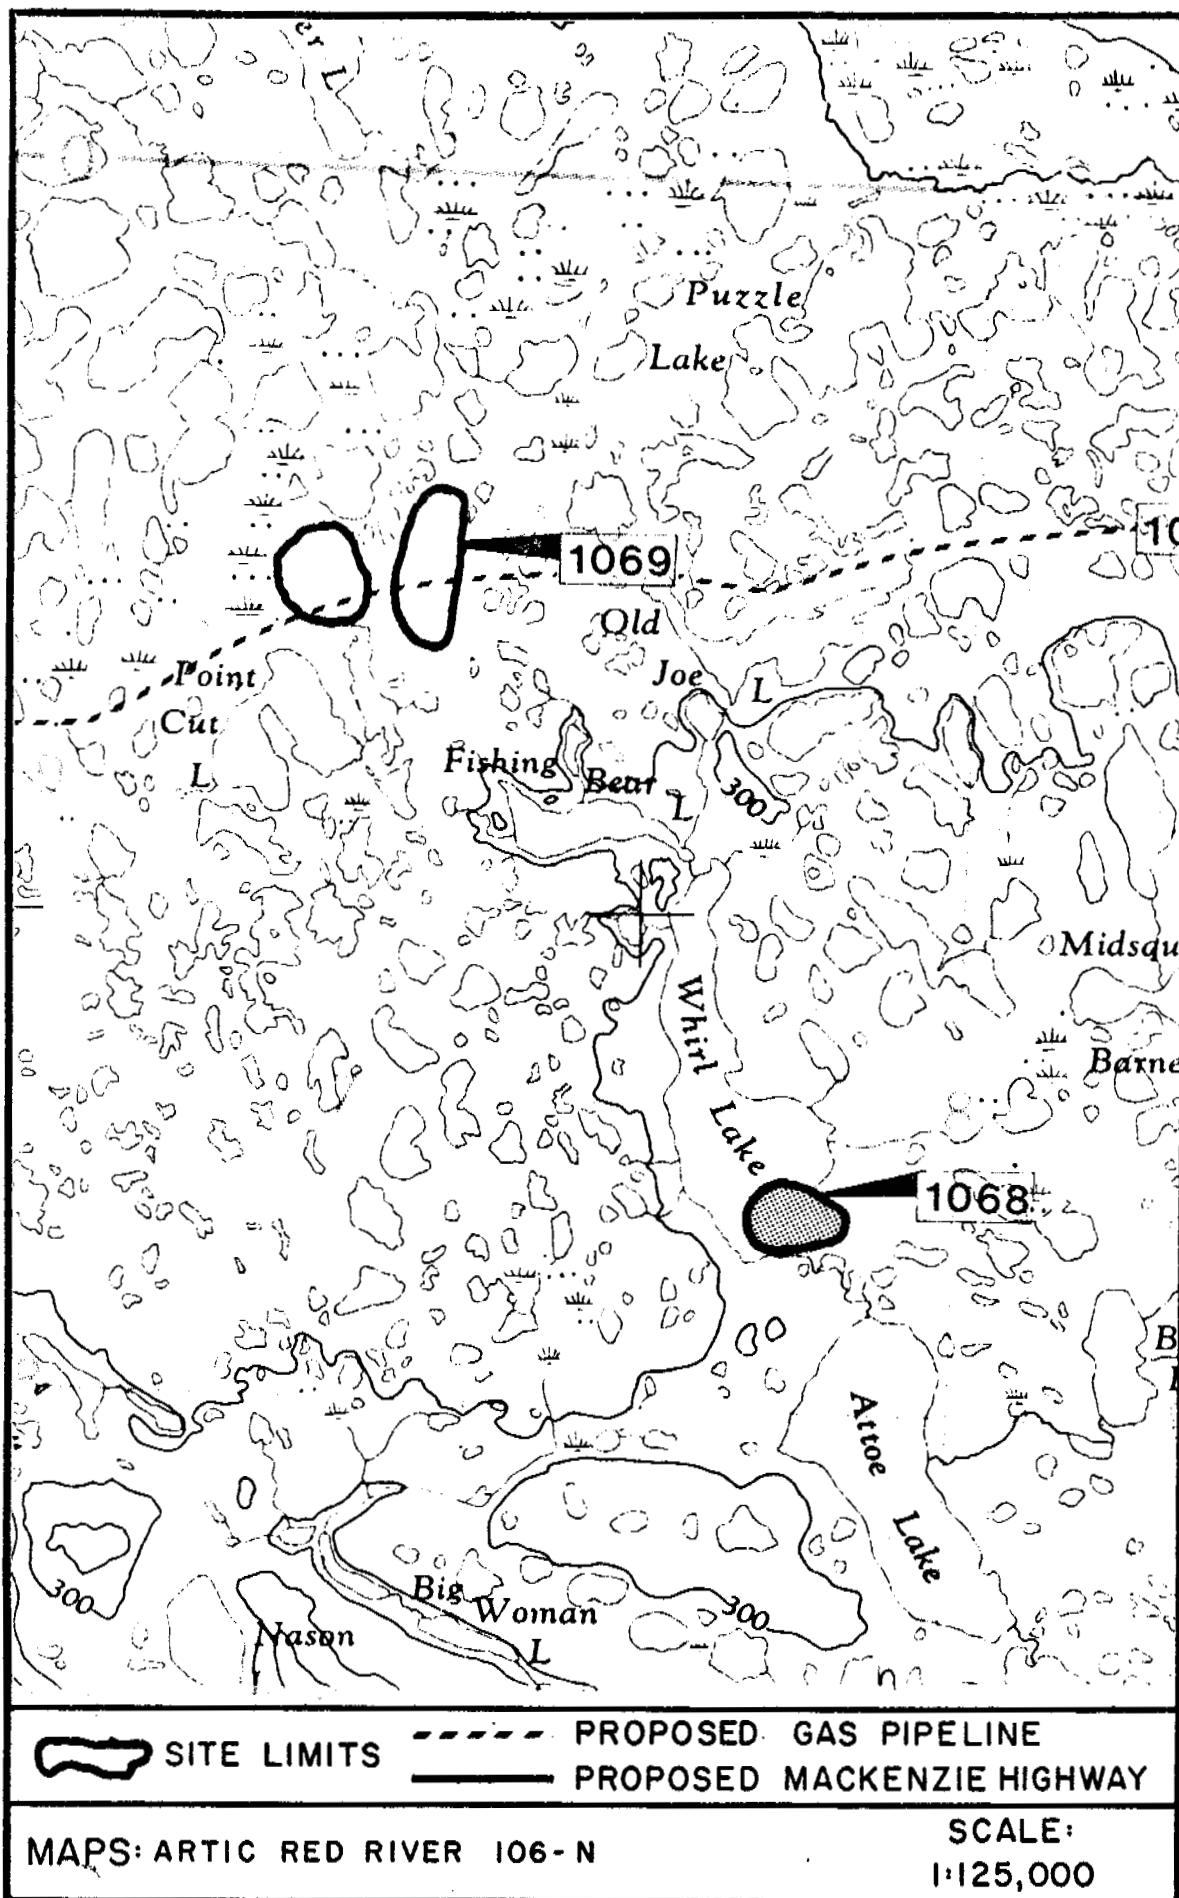 er L
Puzzle
Lake
10
1069
Old
Joe
L
Point
Cut
L
Fishing
Bear
L
300
Midsqu
Whirl
Lake
Barne
1068
B
L
Attoe
Lake
300
Big
Woman
L
Nason
300
n
SITE LIMITS
PROPOSED GAS PIPELINE
PROPOSED MACKENZIE HIGHWAY
MAPS: ARTIC RED RIVER 106-N
SCALE:
1:125,000